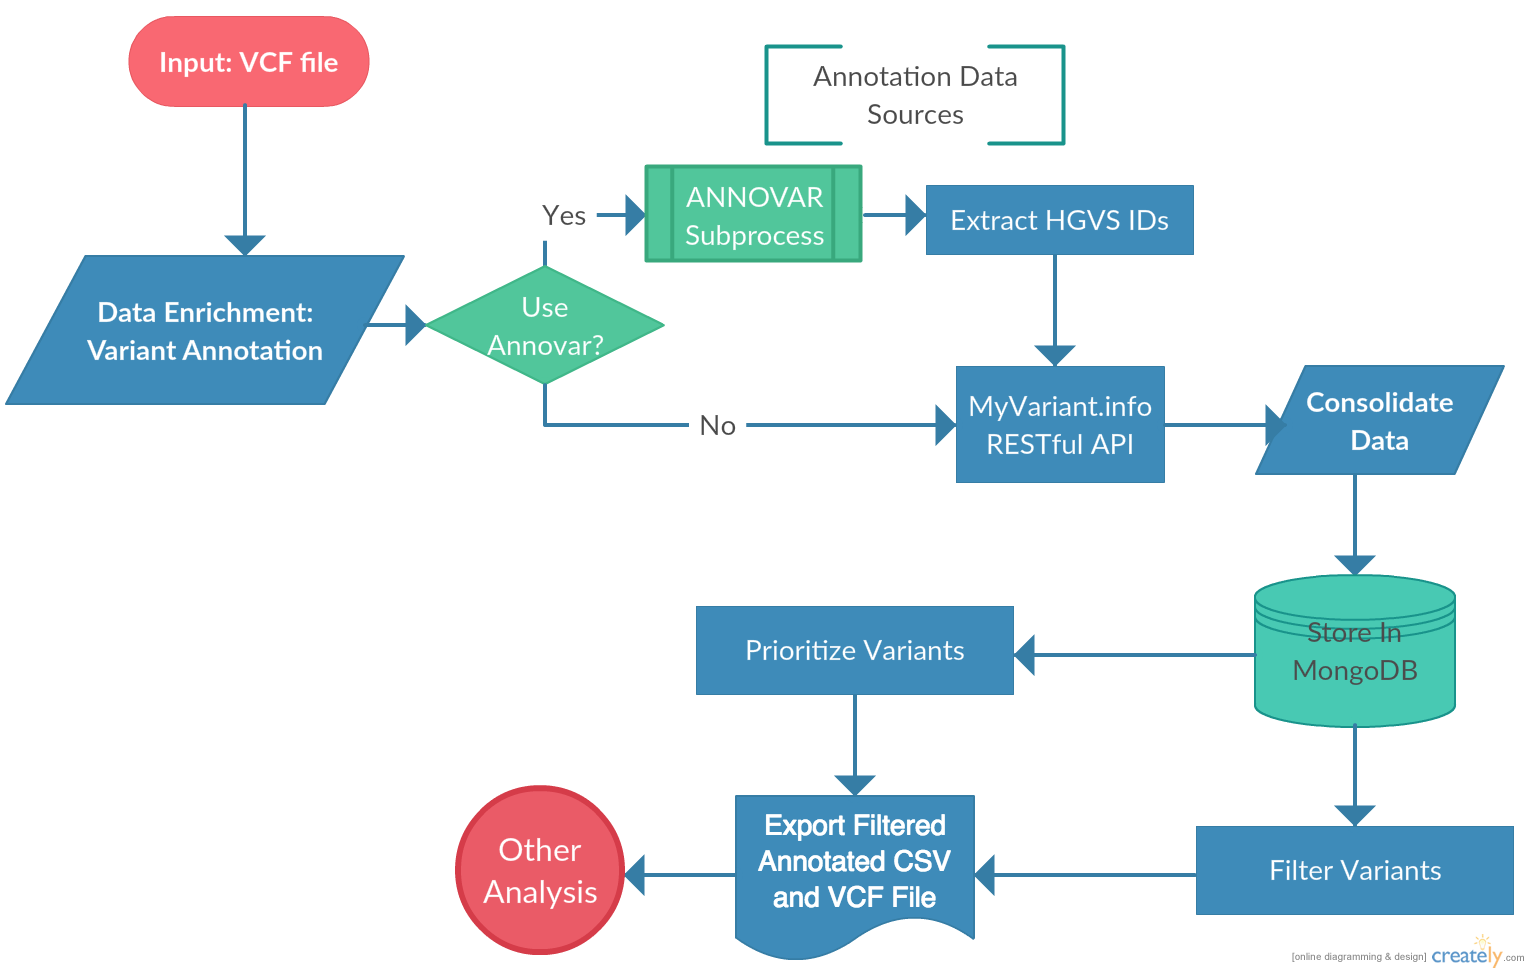 Input: VCF file
Annotation Data
Sources
Yes
ANNOVAR
Subprocess
Extract HGVS IDs
Data Enrichment:
Variant Annotation
Use
Annovar?
No
MyVariant.info
RESTful API
Consolidate
Data
Store In
MongoDB
Prioritize Variants
Export Filtered
Annotated CSV
and VCF File
Other
Analysis
Filter Variants
[online diagramming & design] creately.com